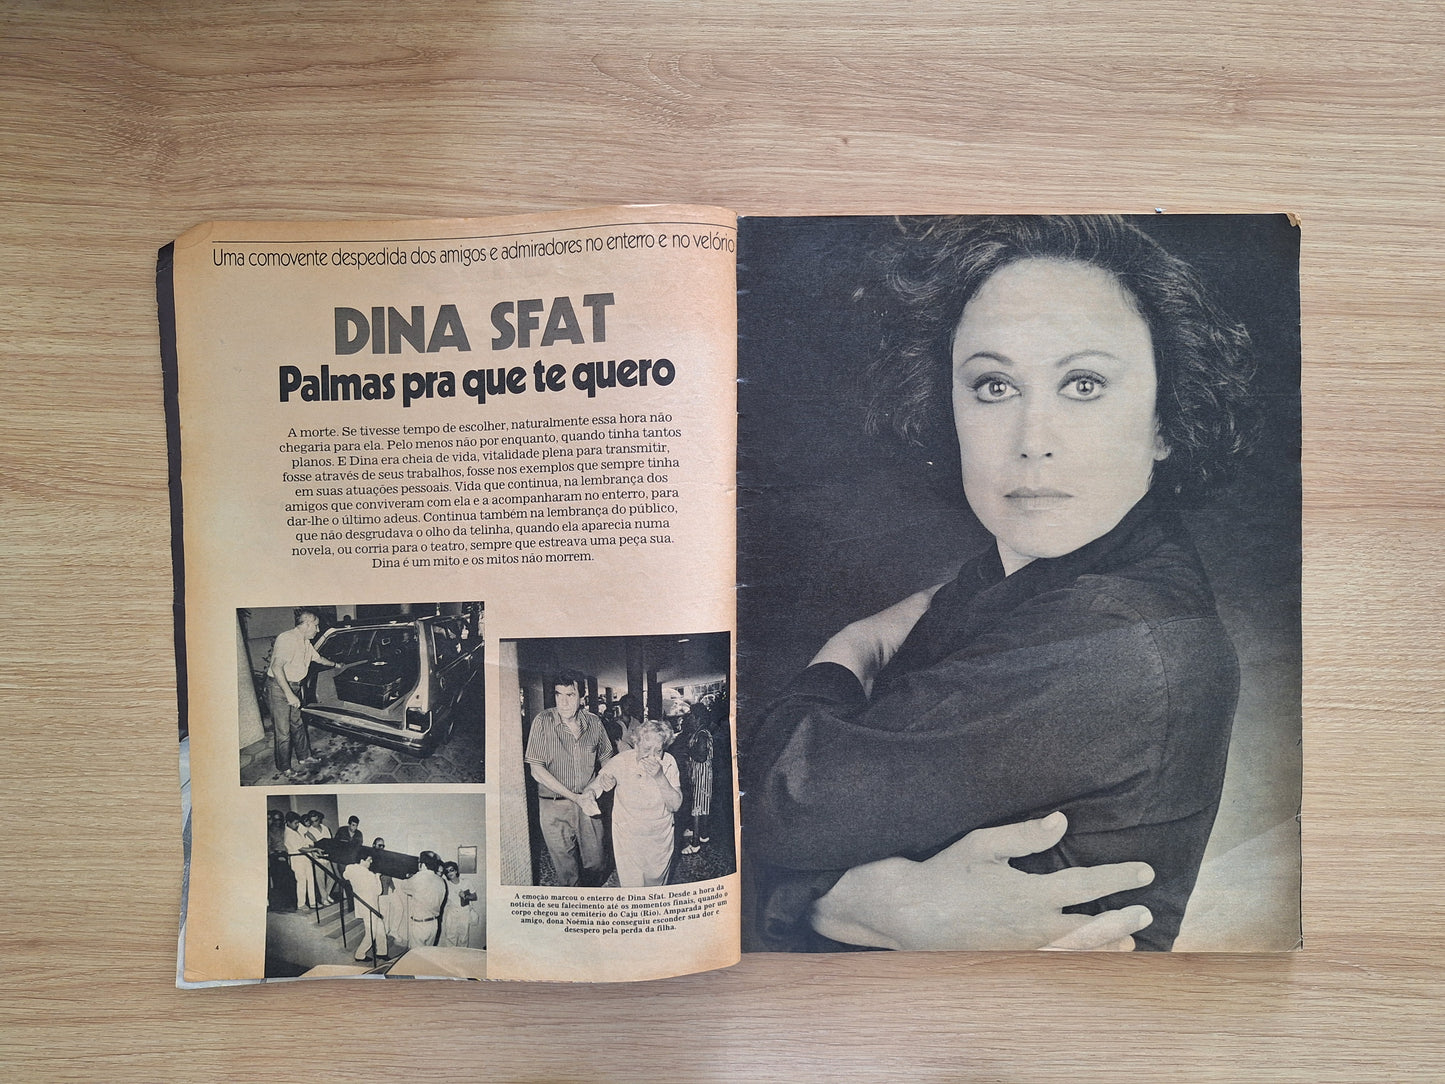 Uma comovente despedida dos amigos e admiradores no enterro e no velório
DINA SFAT
Palmas pra que te quero
A morte. Se tivesse tempo de escolher, naturalmente essa hora não
chegaria para ela. Pelo menos não por enquanto, quando tinha tantos
planos. E Dina era cheia de vida, vitalidade plena para transmitir,
fosse através de seus trabalhos, fosse nos exemplos que sempre tinha
em suas atuações pessoais. Vida que continua, na lembrança dos
amigos que conviveram com ela e a acompanharam no enterro, para
dar-lhe o último adeus. Continua também na lembrança do público,
que não desgrudava o olho da telinha, quando ela aparecia numa
novela, ou corria para o teatro, sempre que estreava uma peça sua.
Dina é um mito e os mitos não morrem.
A emoção marcou o enterro de Dina Sfat. Desde a hora da
notícia de seu falecimento até os momentos finais, quando o
corpo chegou ao cemitério do Caju (Rio). Amparada por um
amigo, dona Noêmia não conseguiu esconder sua dor e
desespero pela perda da filha.
4